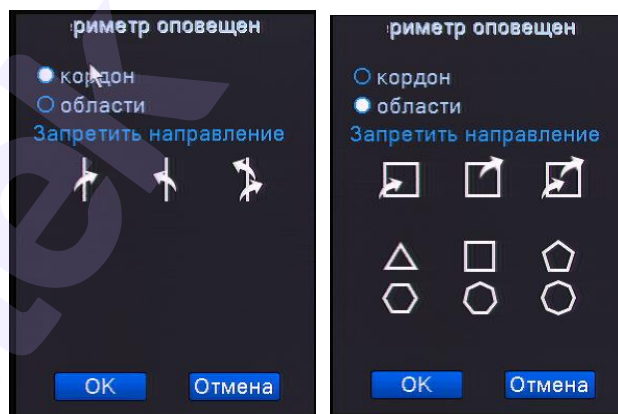 риметр оповещен
кордон
области
Запретить направление
OK
Отмена
риметр оповещен
кордон
области
Запретить направление
OK
Отмена